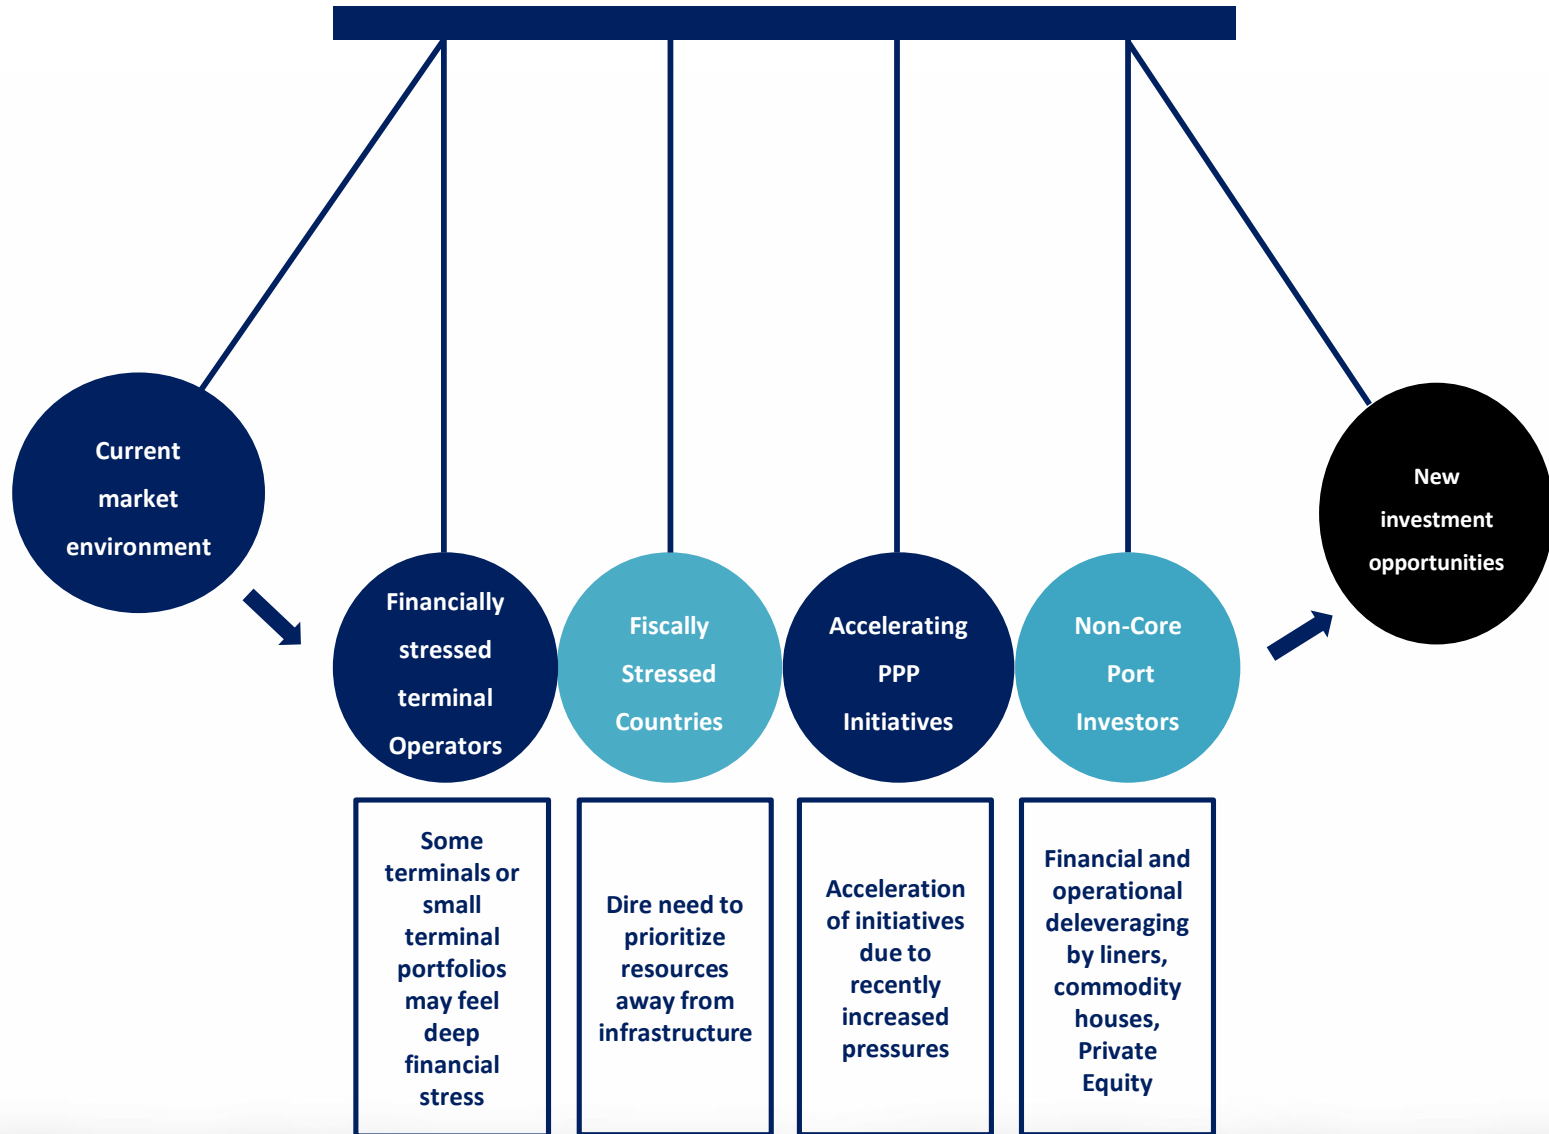 Current
market
environment
Financially
stressed
terminal
Operators
Fiscally
Stressed
Countries
Accelerating
PPP
Initiatives
Non-Core
Port
Investors
New
investment
opportunities
Some
terminals or
small
terminal
portfolios
may feel
deep
financial
stress
Dire need to
prioritize
resources
away from
infrastructure
Acceleration
of initiatives
due to
recently
increased
pressures
Financial and
operational
deleveraging
by liners,
commodity
houses,
Private
Equity